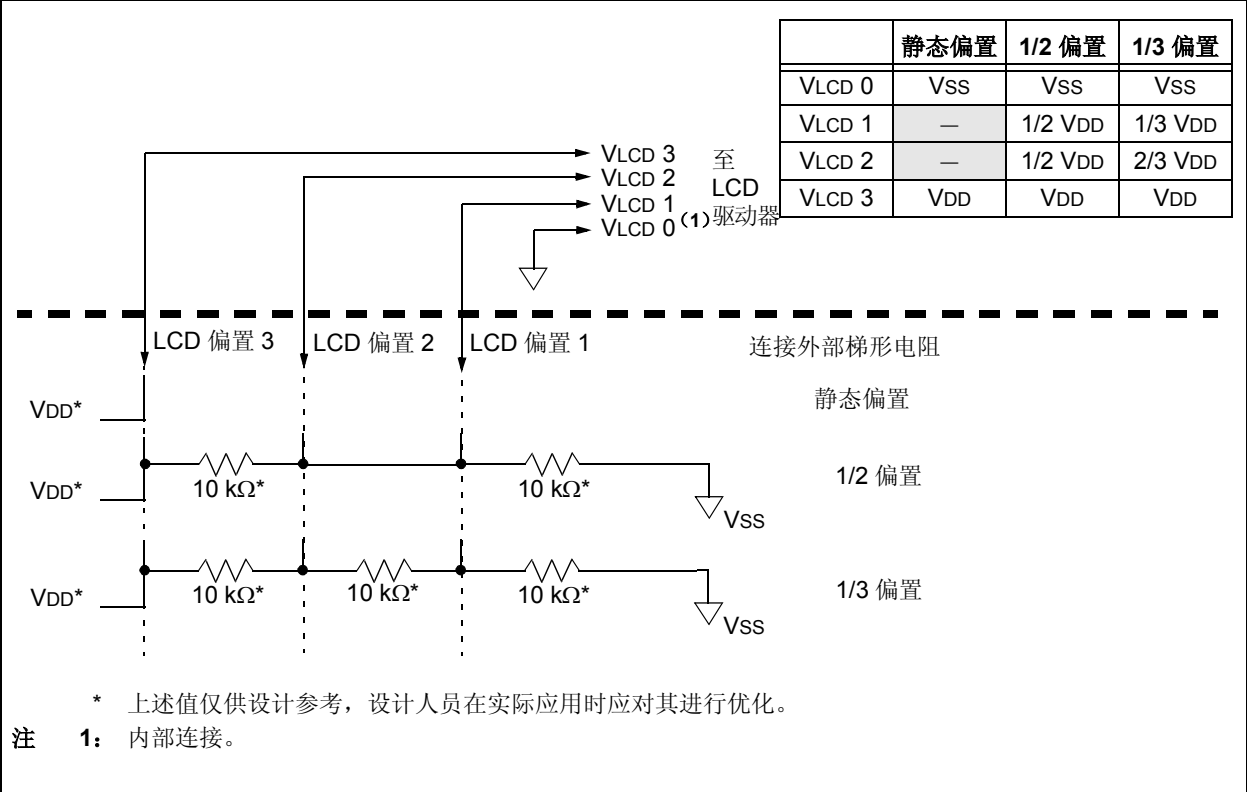 静态偏置 1/2 偏置 1/3 偏置
VLCD 0 VSS VSS VSS
VLCD 1 — 1/2 VDD 1/3 VDD
VLCD 2 — 1/2 VDD 2/3 VDD
VLCD 3 VDD VDD VDD
VLCD 3
VLCD 2
VLCD 1
VLCD 0(1)
至
LCD
驱动器
LCD 偏置 3 LCD 偏置 2 LCD 偏置 1 连接外部梯形电阻
VDD* 静态偏置
VDD* 10 kΩ* 10 kΩ* VSS 1/2 偏置
VDD* 10 kΩ* 10 kΩ* 10 kΩ* VSS 1/3 偏置
* 上述值仅供设计参考，设计人员在实际应用时应对其进行优化。
注 1： 内部连接。